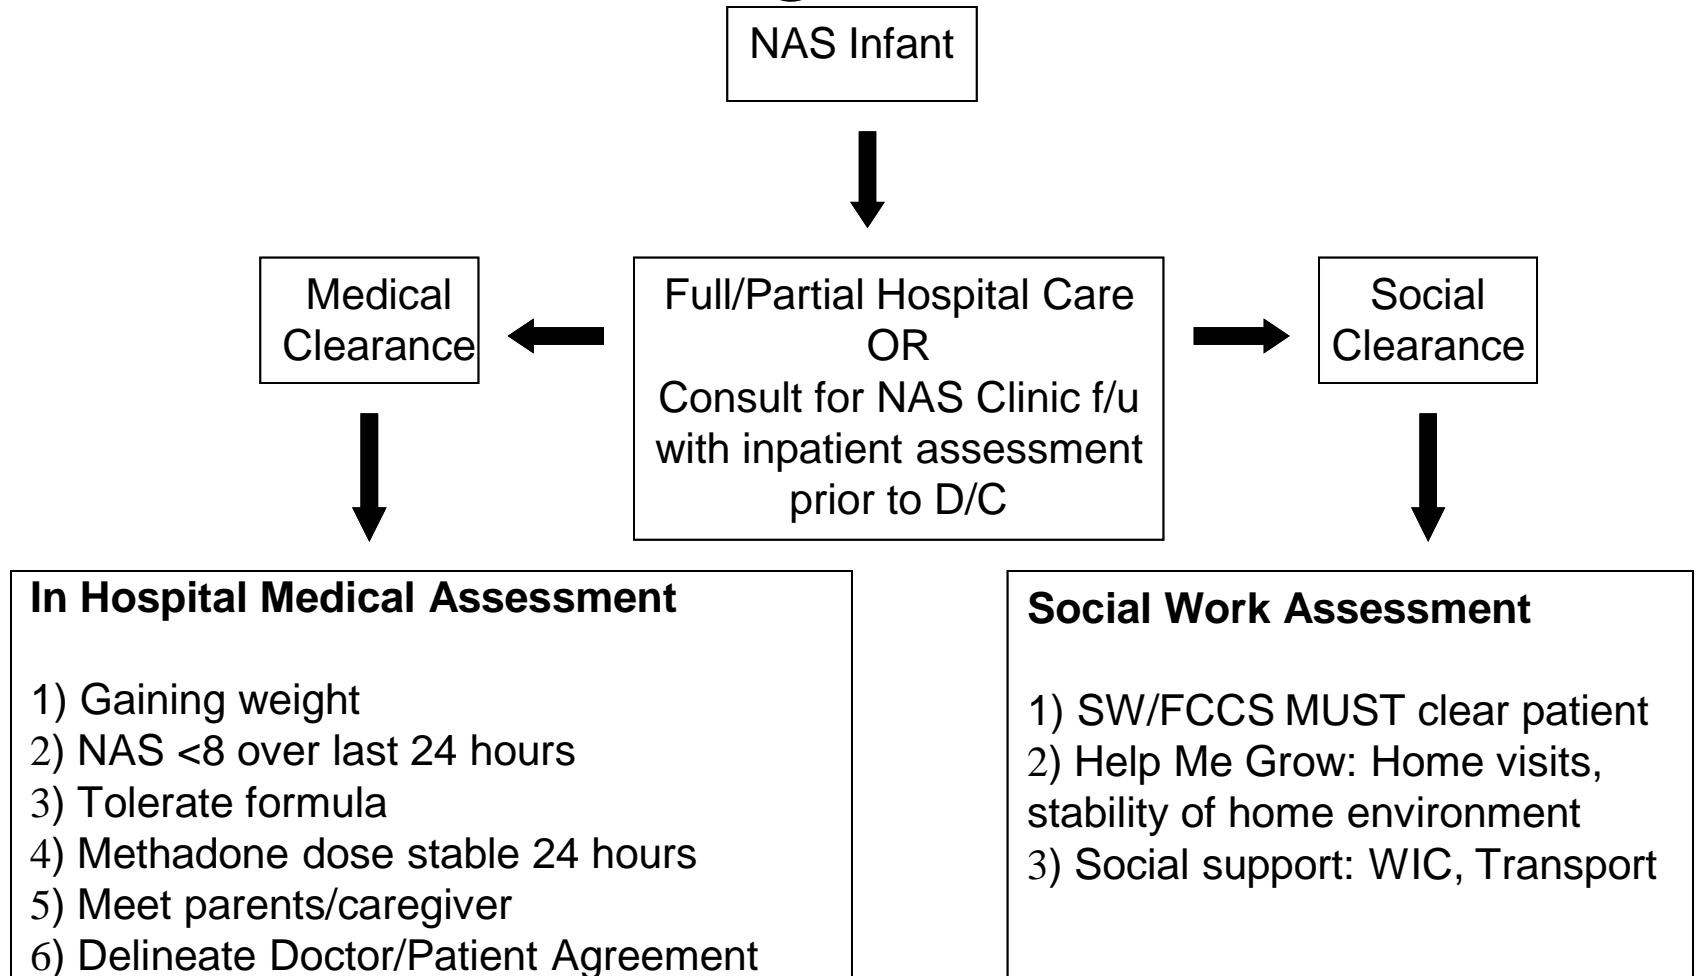 NAS Infant
Medical
Clearance
Full/Partial Hospital Care
OR
Consult for NAS Clinic f/u
with inpatient assessment
prior to D/C
Social
Clearance
In Hospital Medical Assessment
1) Gaining weight
2) NAS <8 over last 24 hours
3) Tolerate formula
4) Methadone dose stable 24 hours
5) Meet parents/caregiver
6) Delineate Doctor/Patient Agreement
Social Work Assessment
1) SW/FCCS MUST clear patient
2) Help Me Grow: Home visits,
stability of home environment
3) Social support: WIC, Transport